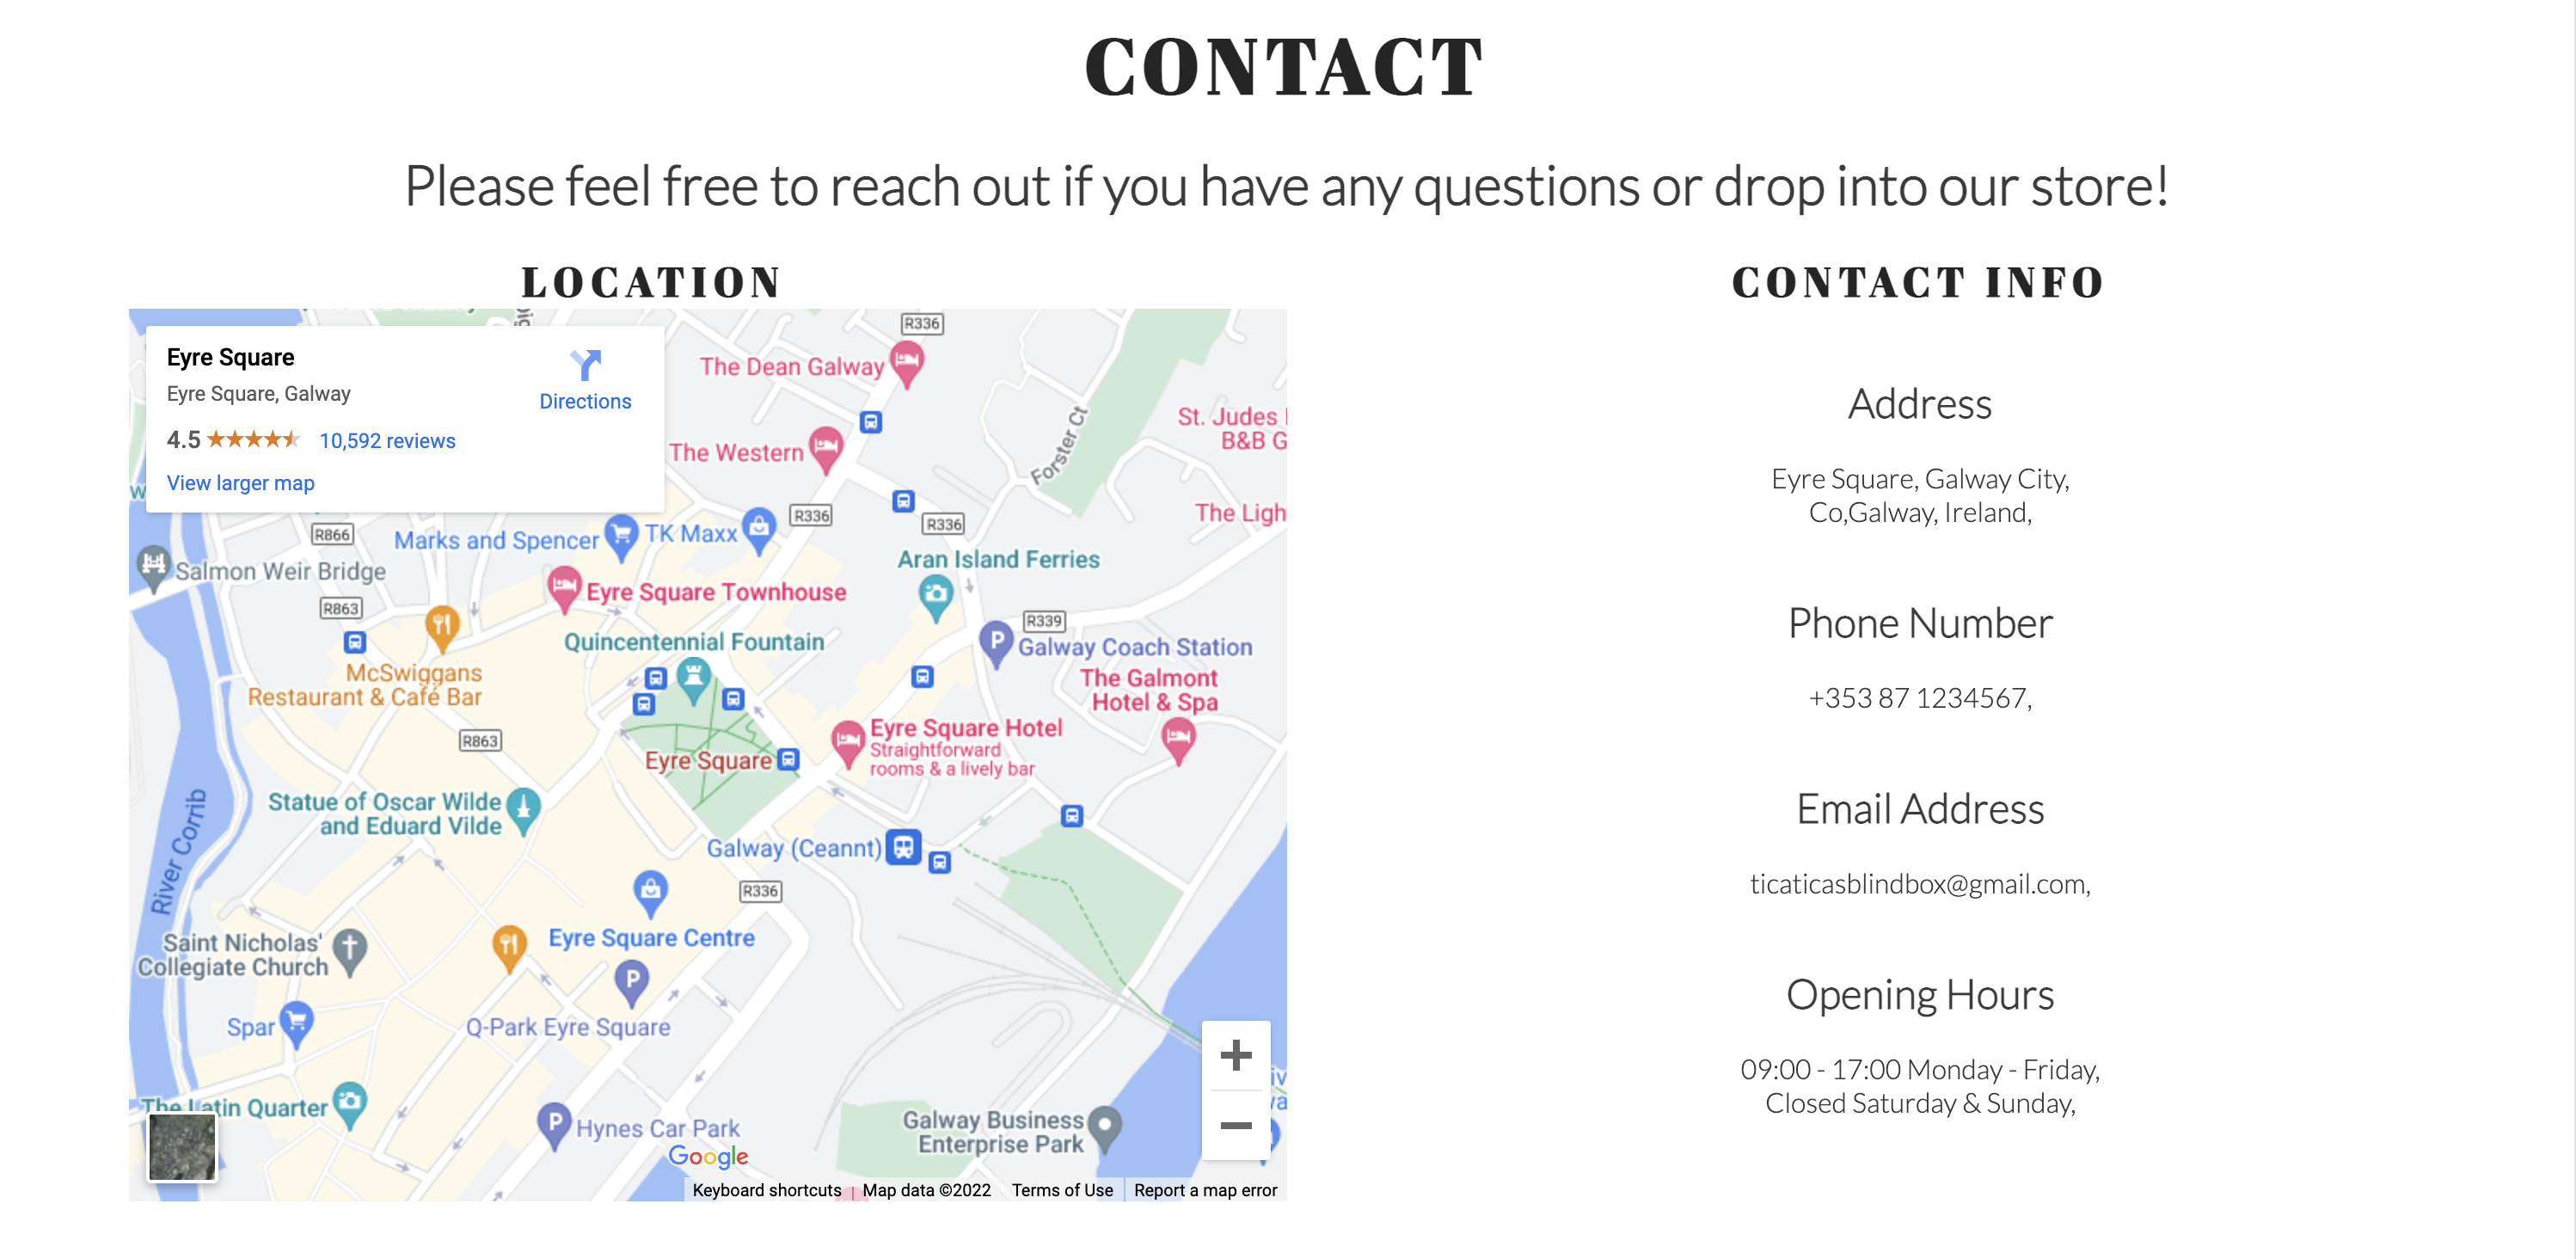 CONTACT
Please feel free to reach out if you have any questions or drop into our store!
LOCATION
Eyre Square
Eyre Square, Galway
Directions
4.5
10,592 reviews
View larger map
R336
The Dean Galway
Forster Ct
St. Judes
B&B G
The Western
The Ligh
R336
R336
R866
Marks and Spencer
TK Maxx
Aran Island Ferries
Salmon Weir Bridge
Eyre Square Townhouse
R863
R339
Quincentennial Fountain
Galway Coach Station
McSwiggans
Restaurant & Café Bar
The Galmont
Hotel & Spa
R863
Eyre Square Hotel
Straightforward
rooms & a lively bar
Eyre Square
Statue of Oscar Wilde
and Eduard Vilde
River Corrib
Galway (Ceannt)
R336
Eyre Square Centre
Saint Nicholas'
Collegiate Church
Spar
Q-Park Eyre Square
The Latin Quarter
Hynes Car Park
Galway Business
Enterprise Park
Google
Keyboard shortcuts
Map data ©2022
Terms of Use
Report a map error
CONTACT INFO
Address
Eyre Square, Galway City,
Co,Galway, Ireland,
Phone Number
+353 87 1234567,
Email Address
ticaticasblindbox@gmail.com,
Opening Hours
09:00 - 17:00 Monday - Friday,
Closed Saturday & Sunday,